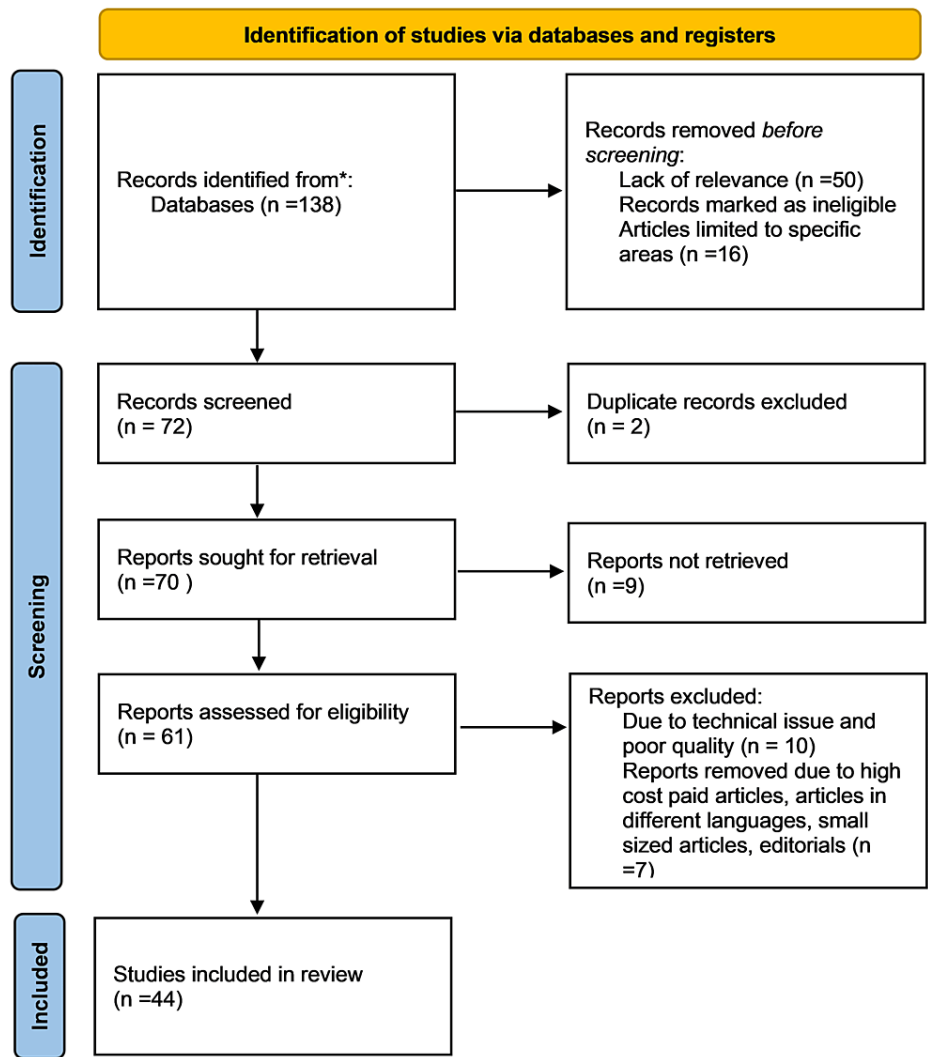 Identification of studies via databases and registers
Identification
Records identified from*:
Databases (n =138)
Records removed before
screening:
Lack of relevance (n =50)
Records marked as ineligible
Articles limited to specific
areas (n =16)
Screening
Records screened
(n = 72)
Duplicate records excluded
(n = 2)
Reports sought for retrieval
(n =70 )
Reports not retrieved
(n =9)
Reports assessed for eligibility
(n = 61)
Reports excluded:
Due to technical issue and
poor quality (n = 10)
Reports removed due to high
cost paid articles, articles in
different languages, small
sized articles, editorials (n
=7)
Included
Studies included in review
(n =44)